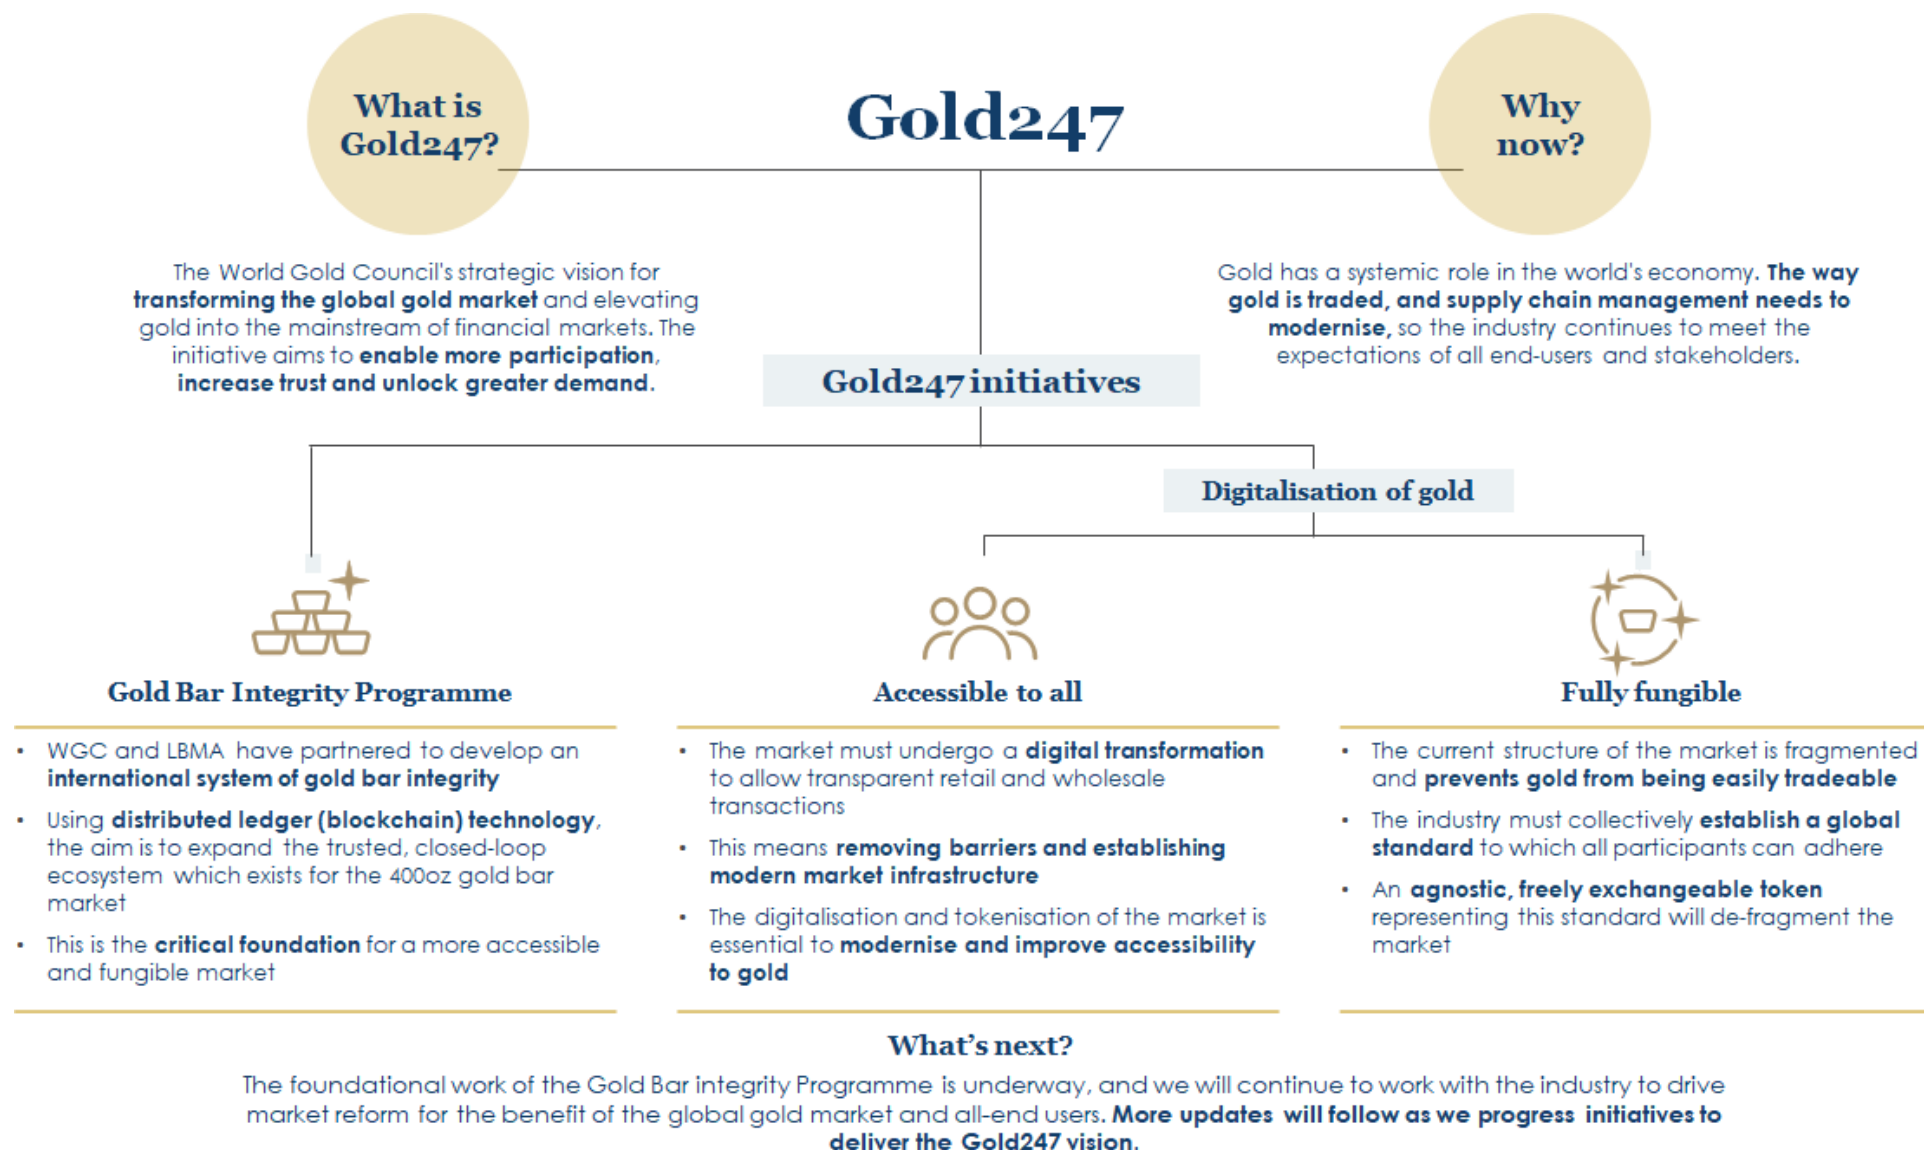 What is
Gold247?
Gold247
Why
now?
The World Gold Council's strategic vision for
transforming the global gold market and elevating
gold into the mainstream of financial markets. The
initiative aims to enable more participation,
increase trust and unlock greater demand.
Gold has a systemic role in the world's economy. The way
gold is traded, and supply chain management needs to
modernise, so the industry continues to meet the
expectations of all end-users and stakeholders.
Gold247 initiatives
Digitalisation of gold
Gold Bar Integrity Programme
• WGC and LBMA have partnered to develop an
international system of gold bar integrity
• Using distributed ledger (blockchain) technology,
the aim is to expand the trusted, closed-loop
ecosystem which exists for the 400oz gold bar
market
• This is the critical foundation for a more accessible
and fungible market
Accessible to all
• The market must undergo a digital transformation
to allow transparent retail and wholesale
transactions
• This means removing barriers and establishing
modern market infrastructure
• The digitalisation and tokenisation of the market is
essential to modernise and improve accessibility
to gold
Fully fungible
• The current structure of the market is fragmented
and prevents gold from being easily tradeable
• The industry must collectively establish a global
standard to which all participants can adhere
• An agnostic, freely exchangeable token
representing this standard will de-fragment the
market
What's next?
The foundational work of the Gold Bar integrity Programme is underway, and we will continue to work with the industry to drive
market reform for the benefit of the global gold market and all-end users. More updates will follow as we progress initiatives to
deliver the Gold247 vision.